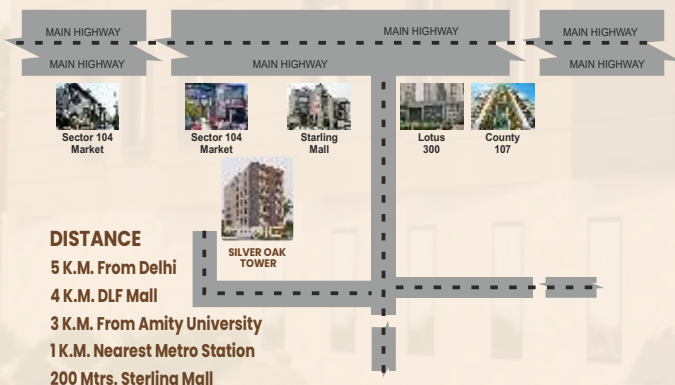 MAIN HIGHWAY
MAIN HIGHWAY
MAIN HIGHWAY
MAIN HIGHWAY
MAIN HIGHWAY
MAIN HIGHWAY
Sector 104
Market
Sector 104
Market
Starling
Mall
Lotus
300
County
107
SILVER OAK
TOWER
DISTANCE
5 K.M. From Delhi
4 K.M. DLF Mall
3 K.M. From Amity University
1 K.M. Nearest Metro Station
200 Mtrs. Sterling Mall